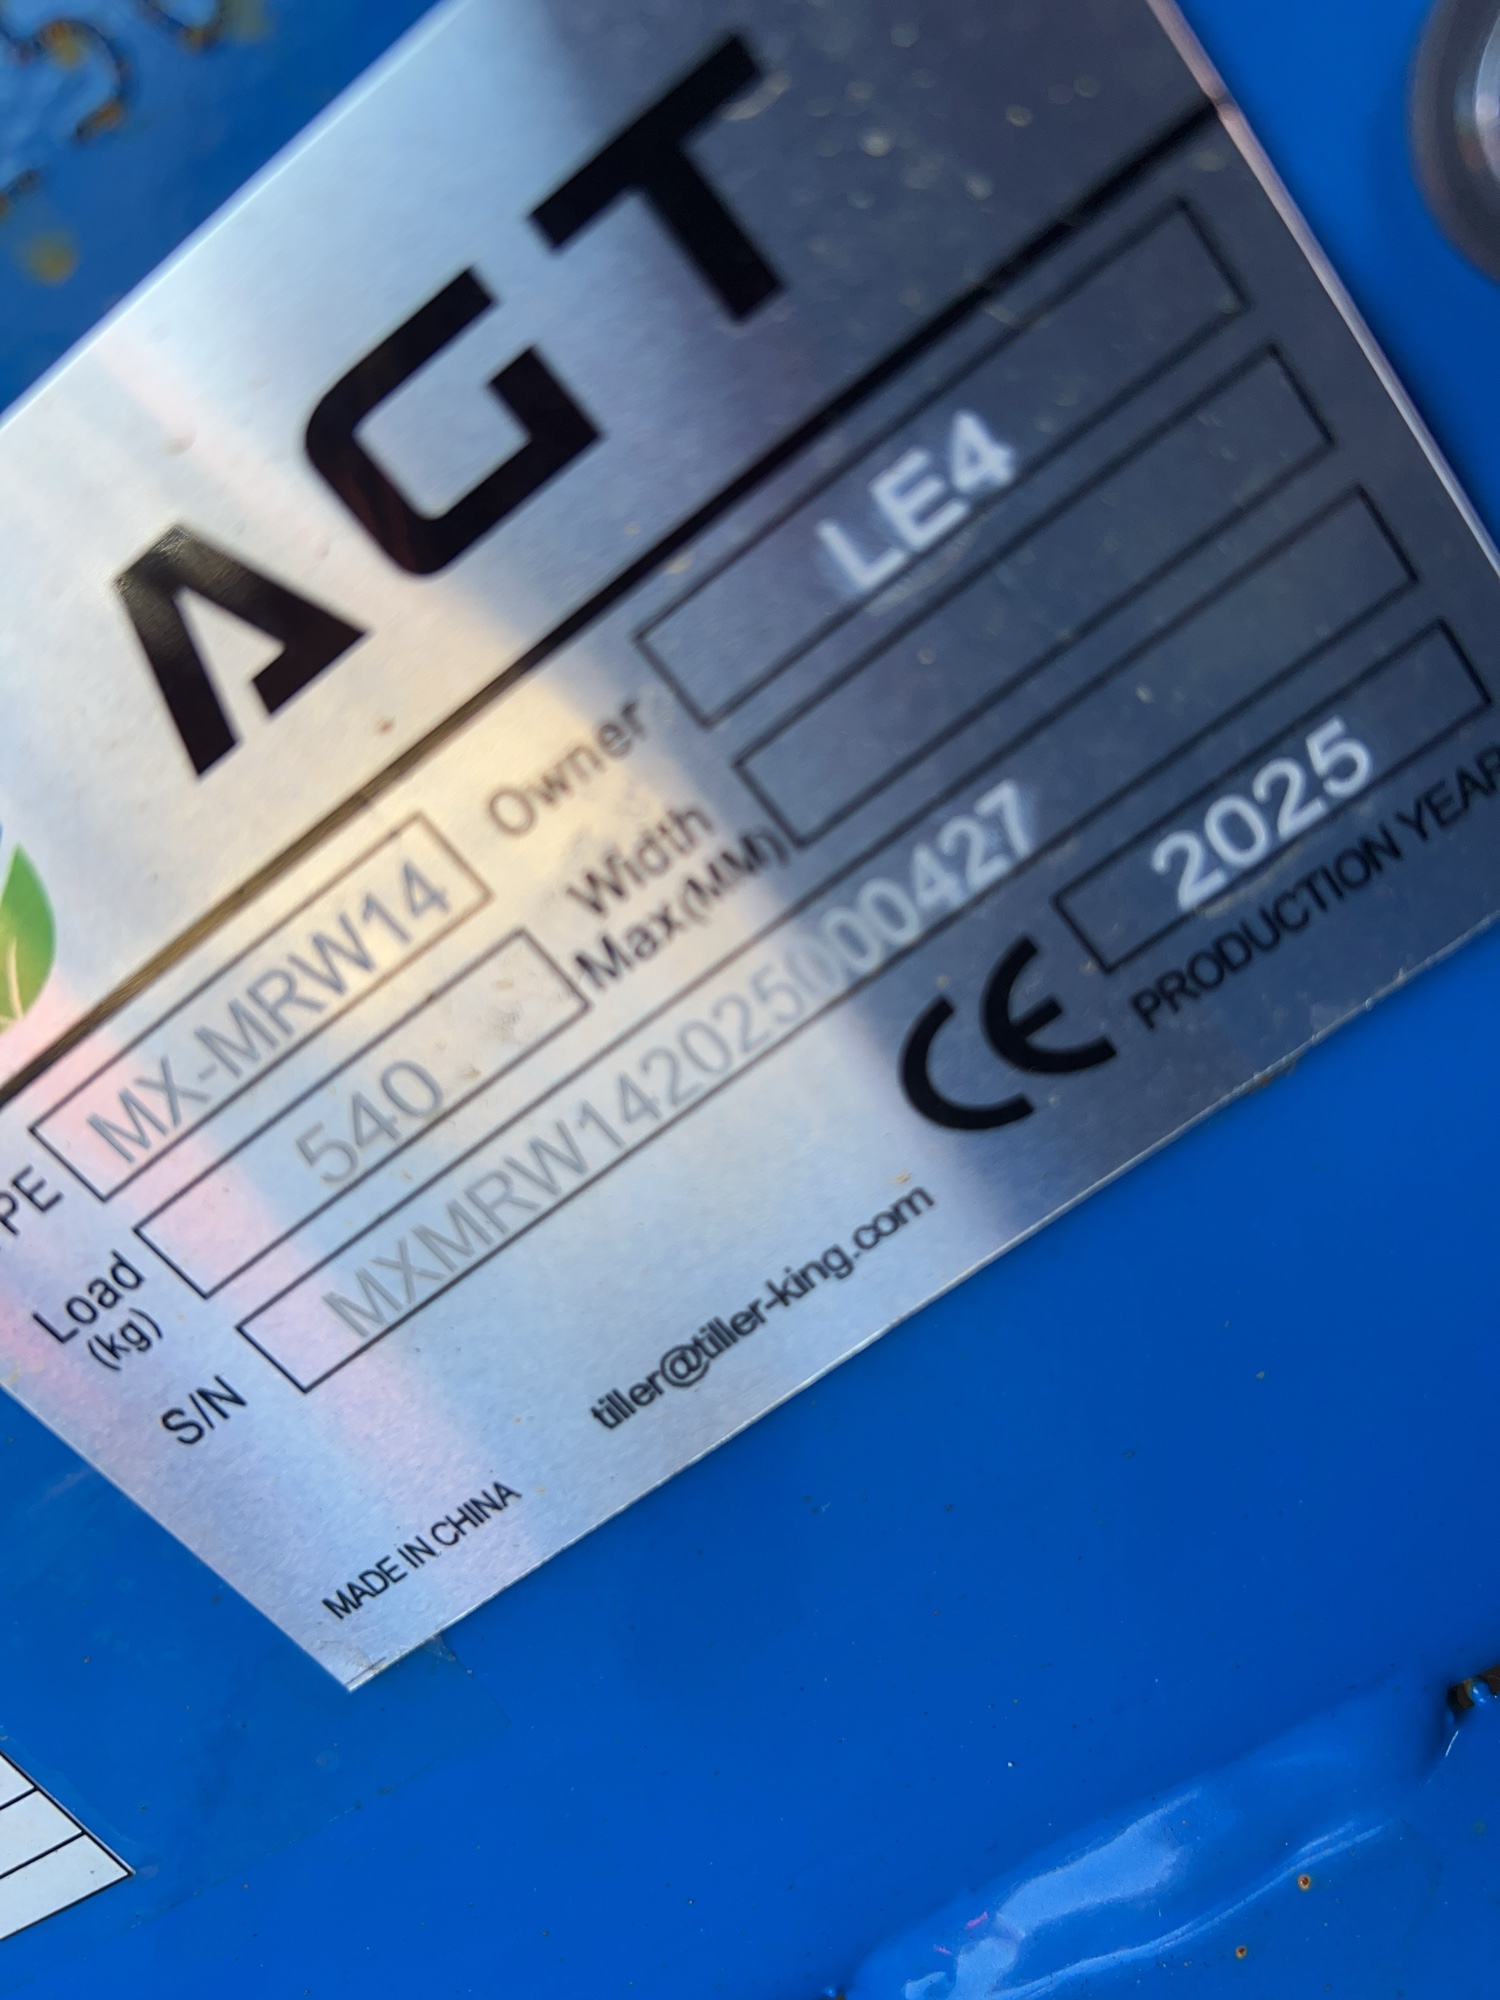 AGT
PE MX-MRW14 Owner LE4
Load (kg) 540 Width Max(MM)
S/N MXMRW142025000427
CE 2025
PRODUCTION YEAR
tiller@tiller-king.com
MADE IN CHINA